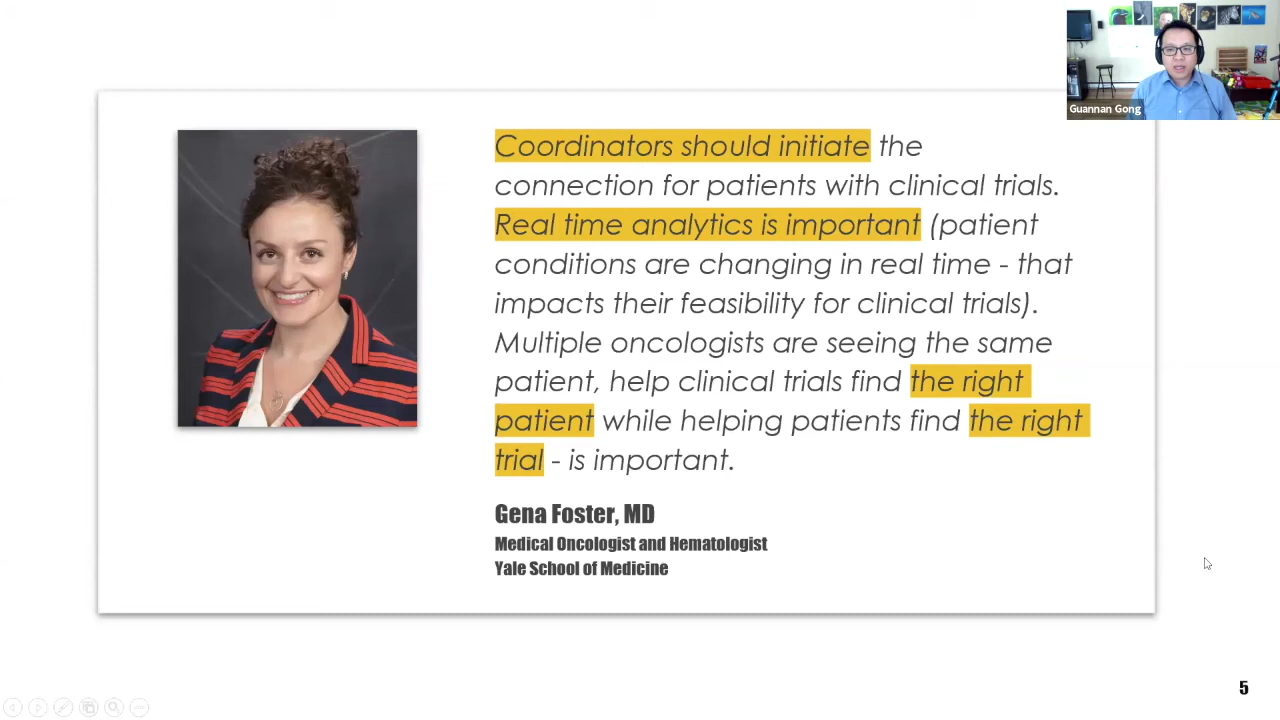 Guannan Gong
Coordinators should initiate the
connection for patients with clinical trials.
Real time analytics is important (patient
conditions are changing in real time - that
impacts their feasibility for clinical trials).
Multiple oncologists are seeing the same
patient, help clinical trials find the right
patient while helping patients find the right
trial - is important.
Gena Foster, MD
Medical Oncologist and Hematologist
Yale School of Medicine
5